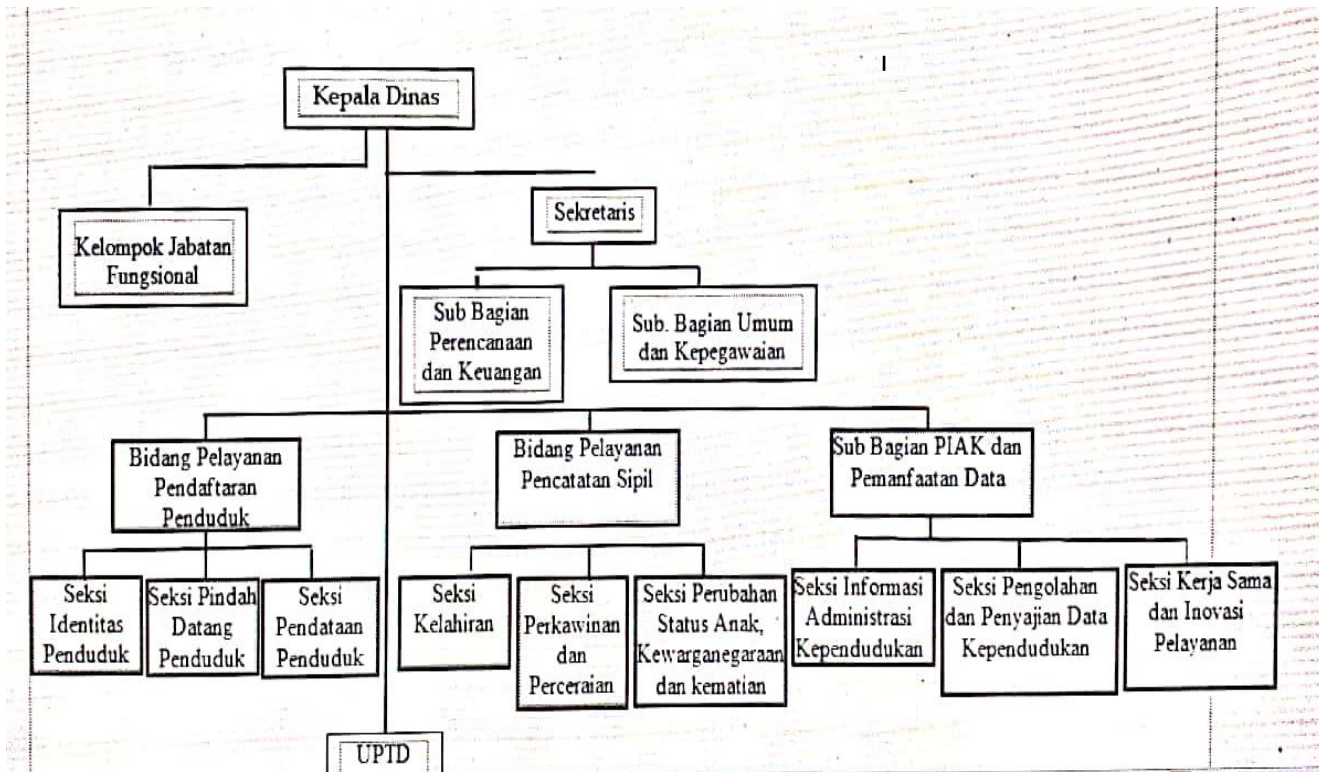 Kepala Dinas
Kelompok Jabatan
Fungsional
Sekretaris
Sub Bagian
Perencanaan
dan Keuangan
Sub. Bagian Umum
dan Kepegawaian
Bidang Pelayanan
Pendaftaran
Penduduk
Bidang Pelayanan
Pencatatan Sipil
Sub Bagian PIAK dan
Pemanfaatan Data
Seksi
Identitas
Penduduk
Seksi Pindah
Datang
Penduduk
Seksi
Pendataan
Penduduk
Seksi
Kelahiran
Seksi
Perkawinan
dan
Perceraian
Seksi Perubahan
Status Anak,
Kewarganegaraan
dan kematian
Seksi Informasi
Administrasi
Kependudukan
Seksi Pengolahan
dan Penyajian Data
Kependudukan
Seksi Kerja Sama
dan Inovasi
Pelayanan
UPTD